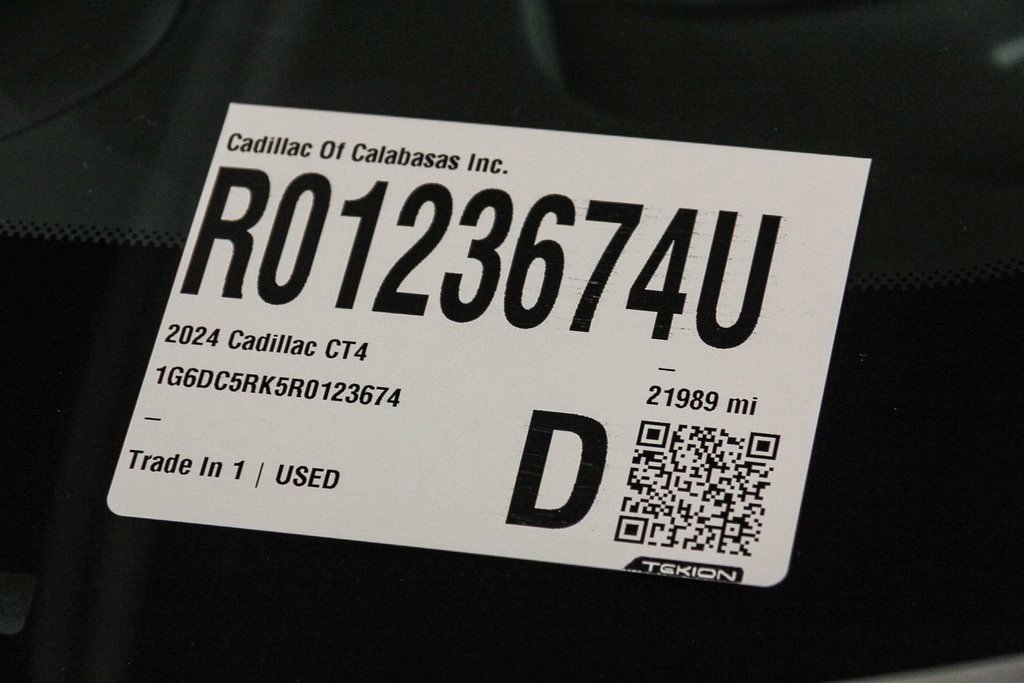 Cadillac Of Calabasas Inc.
R0123674U
2024 Cadillac CT4
1G6DC5RK5R0123674
–
–
21989 mi
Trade In 1 | USED
D
TEKION